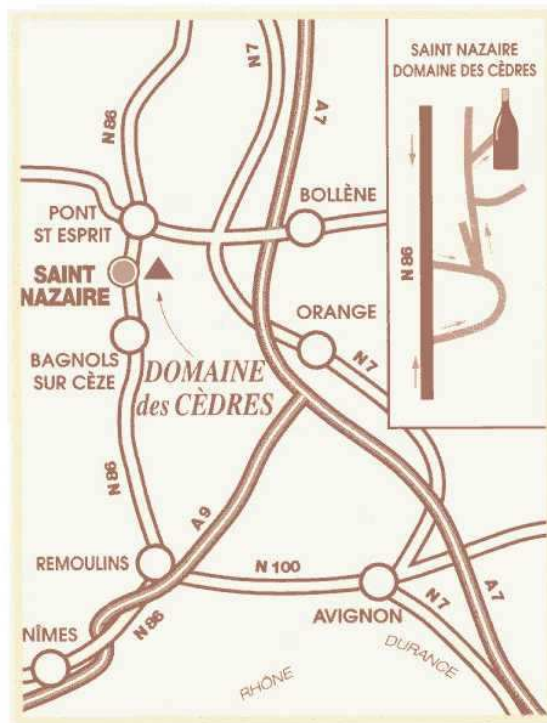 N 86
N 7
A 7
SAINT NAZAIRE
DOMAINE DES CÈDRES
N 86
PONT
ST ESPRIT
BOLLÈNE
SAINT
NAZAIRE
ORANGE
BAGNOLS
SUR CÈZE
DOMAINE
des CÈDRES
N 7
N 86
A 9
REMOULINS
N 100
AVIGNON
N 86
N 7
A 7
NÎMES
RHÔNE
DURANCE